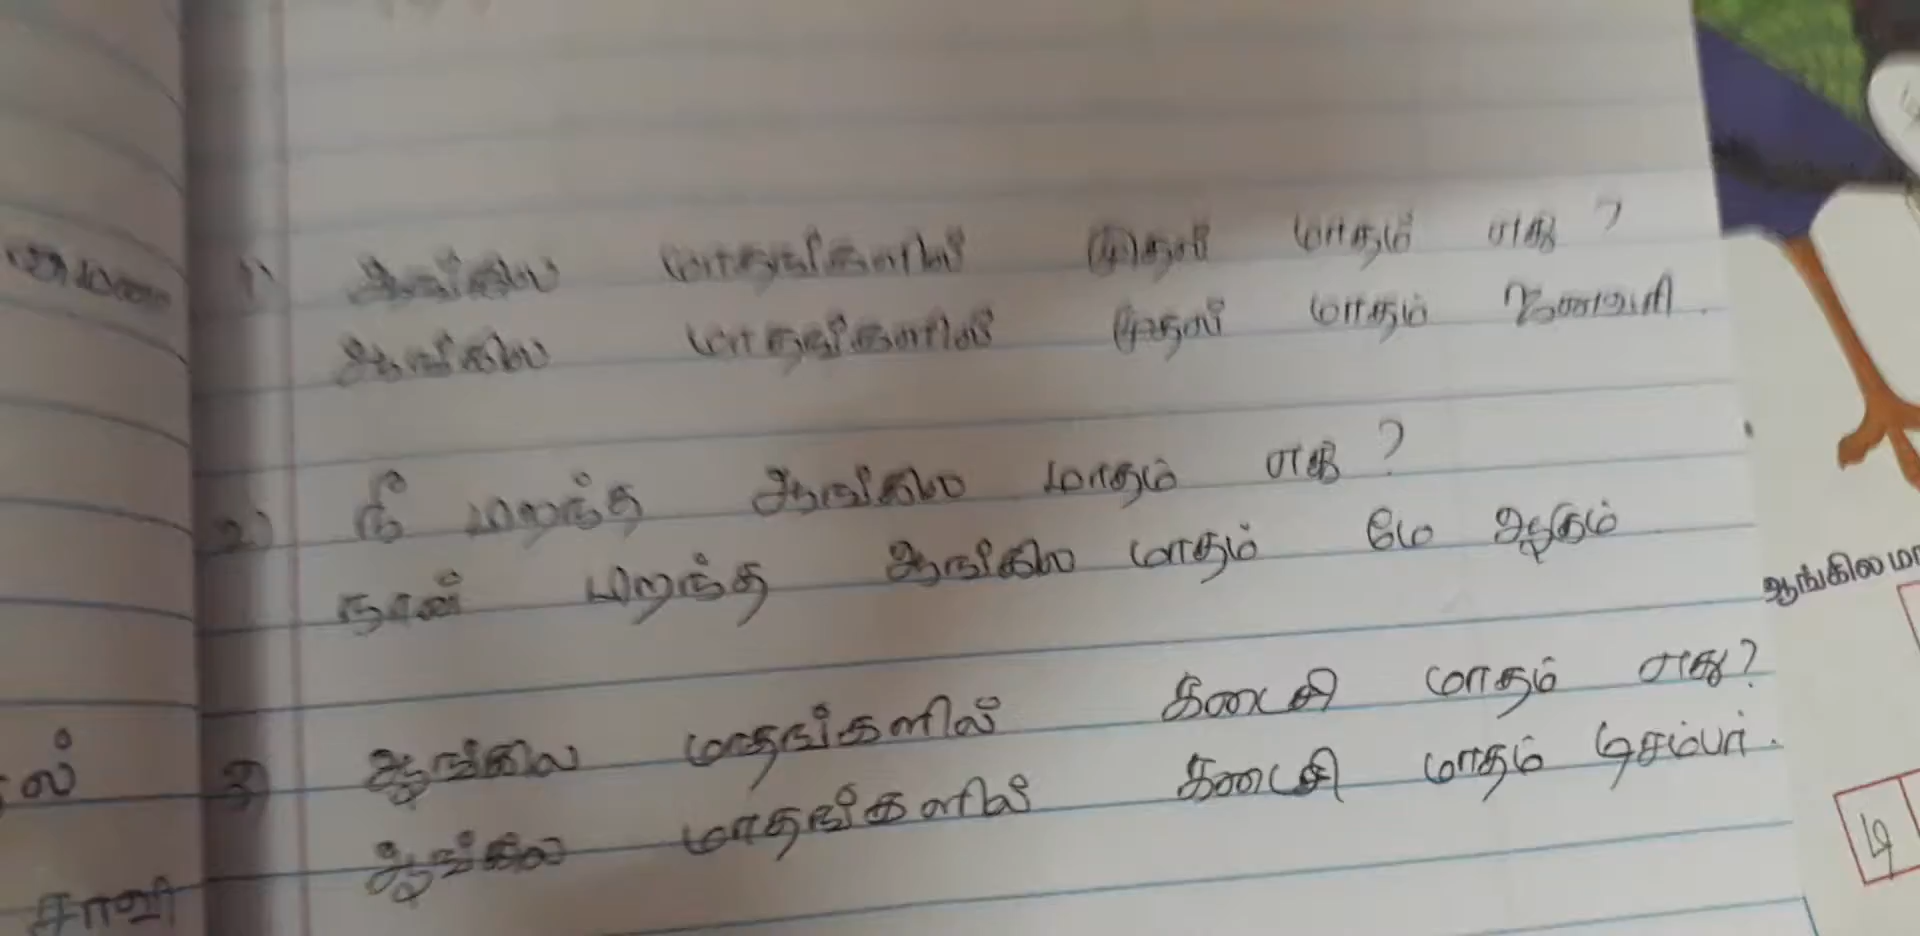 1) ஆங்கில மாதங்களில் முதல் மாதம் எது ?
ஆங்கில மாதங்களில் முதல் மாதம் ஜனவரி .
2) நீ பிறந்த ஆங்கில மாதம் எது ?
நான் பிறந்த ஆங்கில மாதம் மே ஆகும்
3) ஆங்கில மாதங்களில் கடைசி மாதம் எது?
ஆங்கில மாதங்களில் கடைசி மாதம் டிசம்பர் .
ல்
சாவி
ஆங்கில மா
டி